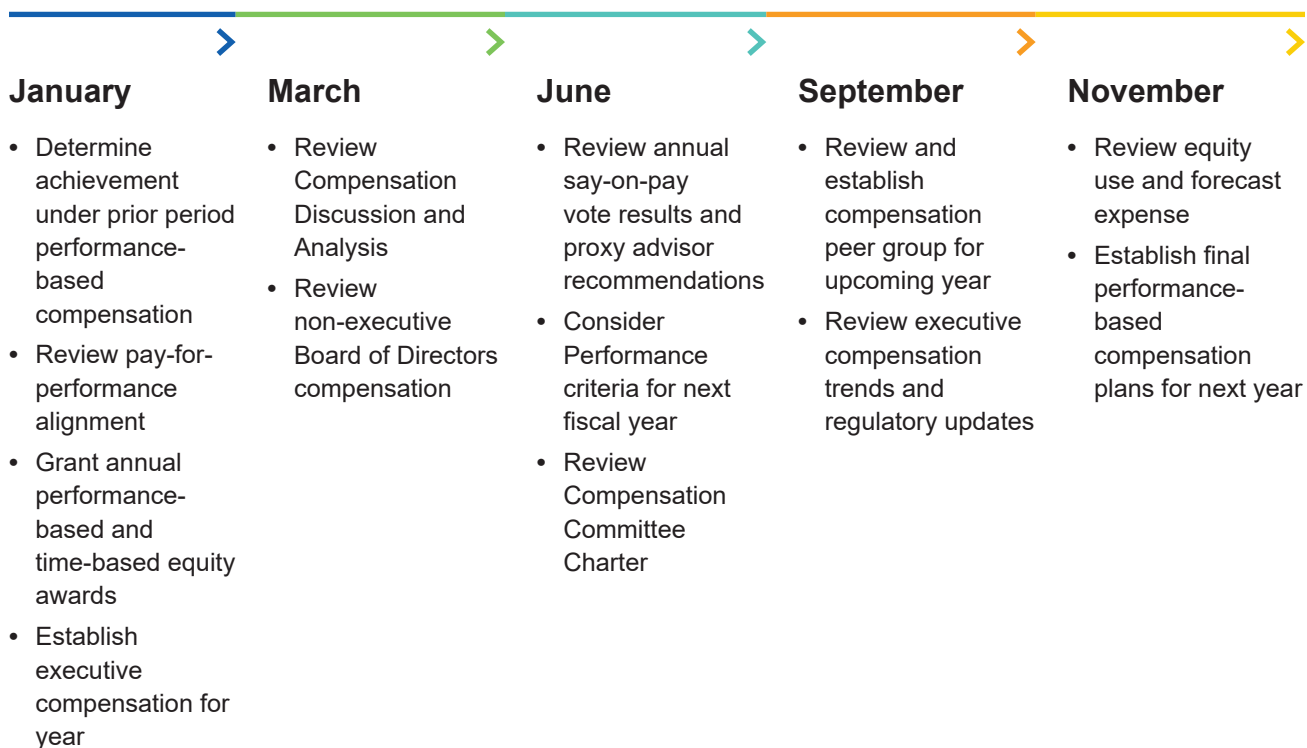 January
• Determine
achievement
under prior period
performance-
based
compensation
• Review pay-for-
performance
alignment
• Grant annual
performance-
based and
time-based equity
awards
• Establish
executive
compensation for
year
March
• Review
Compensation
Discussion and
Analysis
• Review
non-executive
Board of Directors
compensation
June
• Review annual
say-on-pay
vote results and
proxy advisor
recommendations
• Consider
Performance
criteria for next
fiscal year
• Review
Compensation
Committee
Charter
September
• Review and
establish
compensation
peer group for
upcoming year
• Review executive
compensation
trends and
regulatory updates
November
• Review equity
use and forecast
expense
• Establish final
performance-
based
compensation
plans for next year